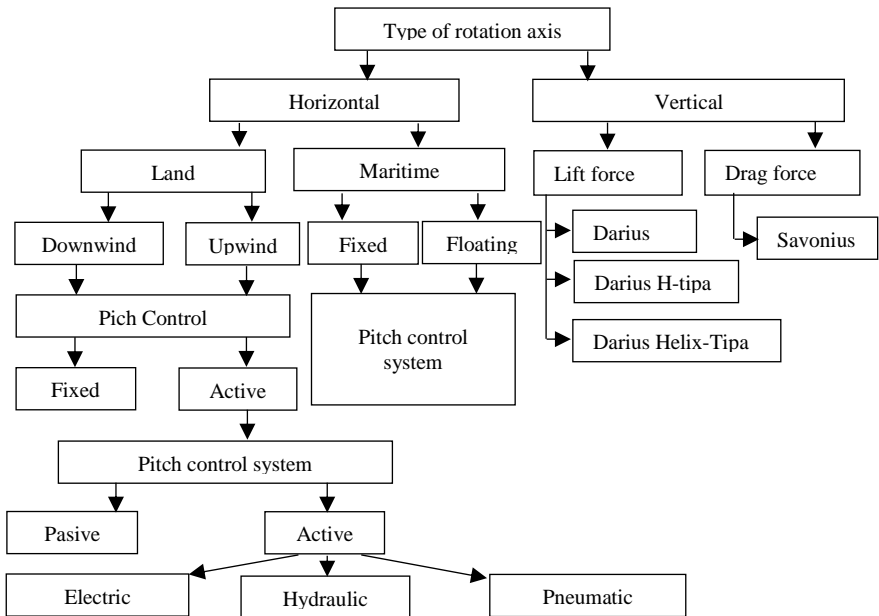 Type of rotation axis
Horizontal
Vertical
Land
Maritime
Lift force
Drag force
Downwind
Upwind
Fixed
Floating
Darius
Savonius
Darius H-tipa
Pich Control
Pitch control
system
Darius Helix-Tipa
Fixed
Active
Pitch control system
Pasive
Active
Electric
Hydraulic
Pneumatic